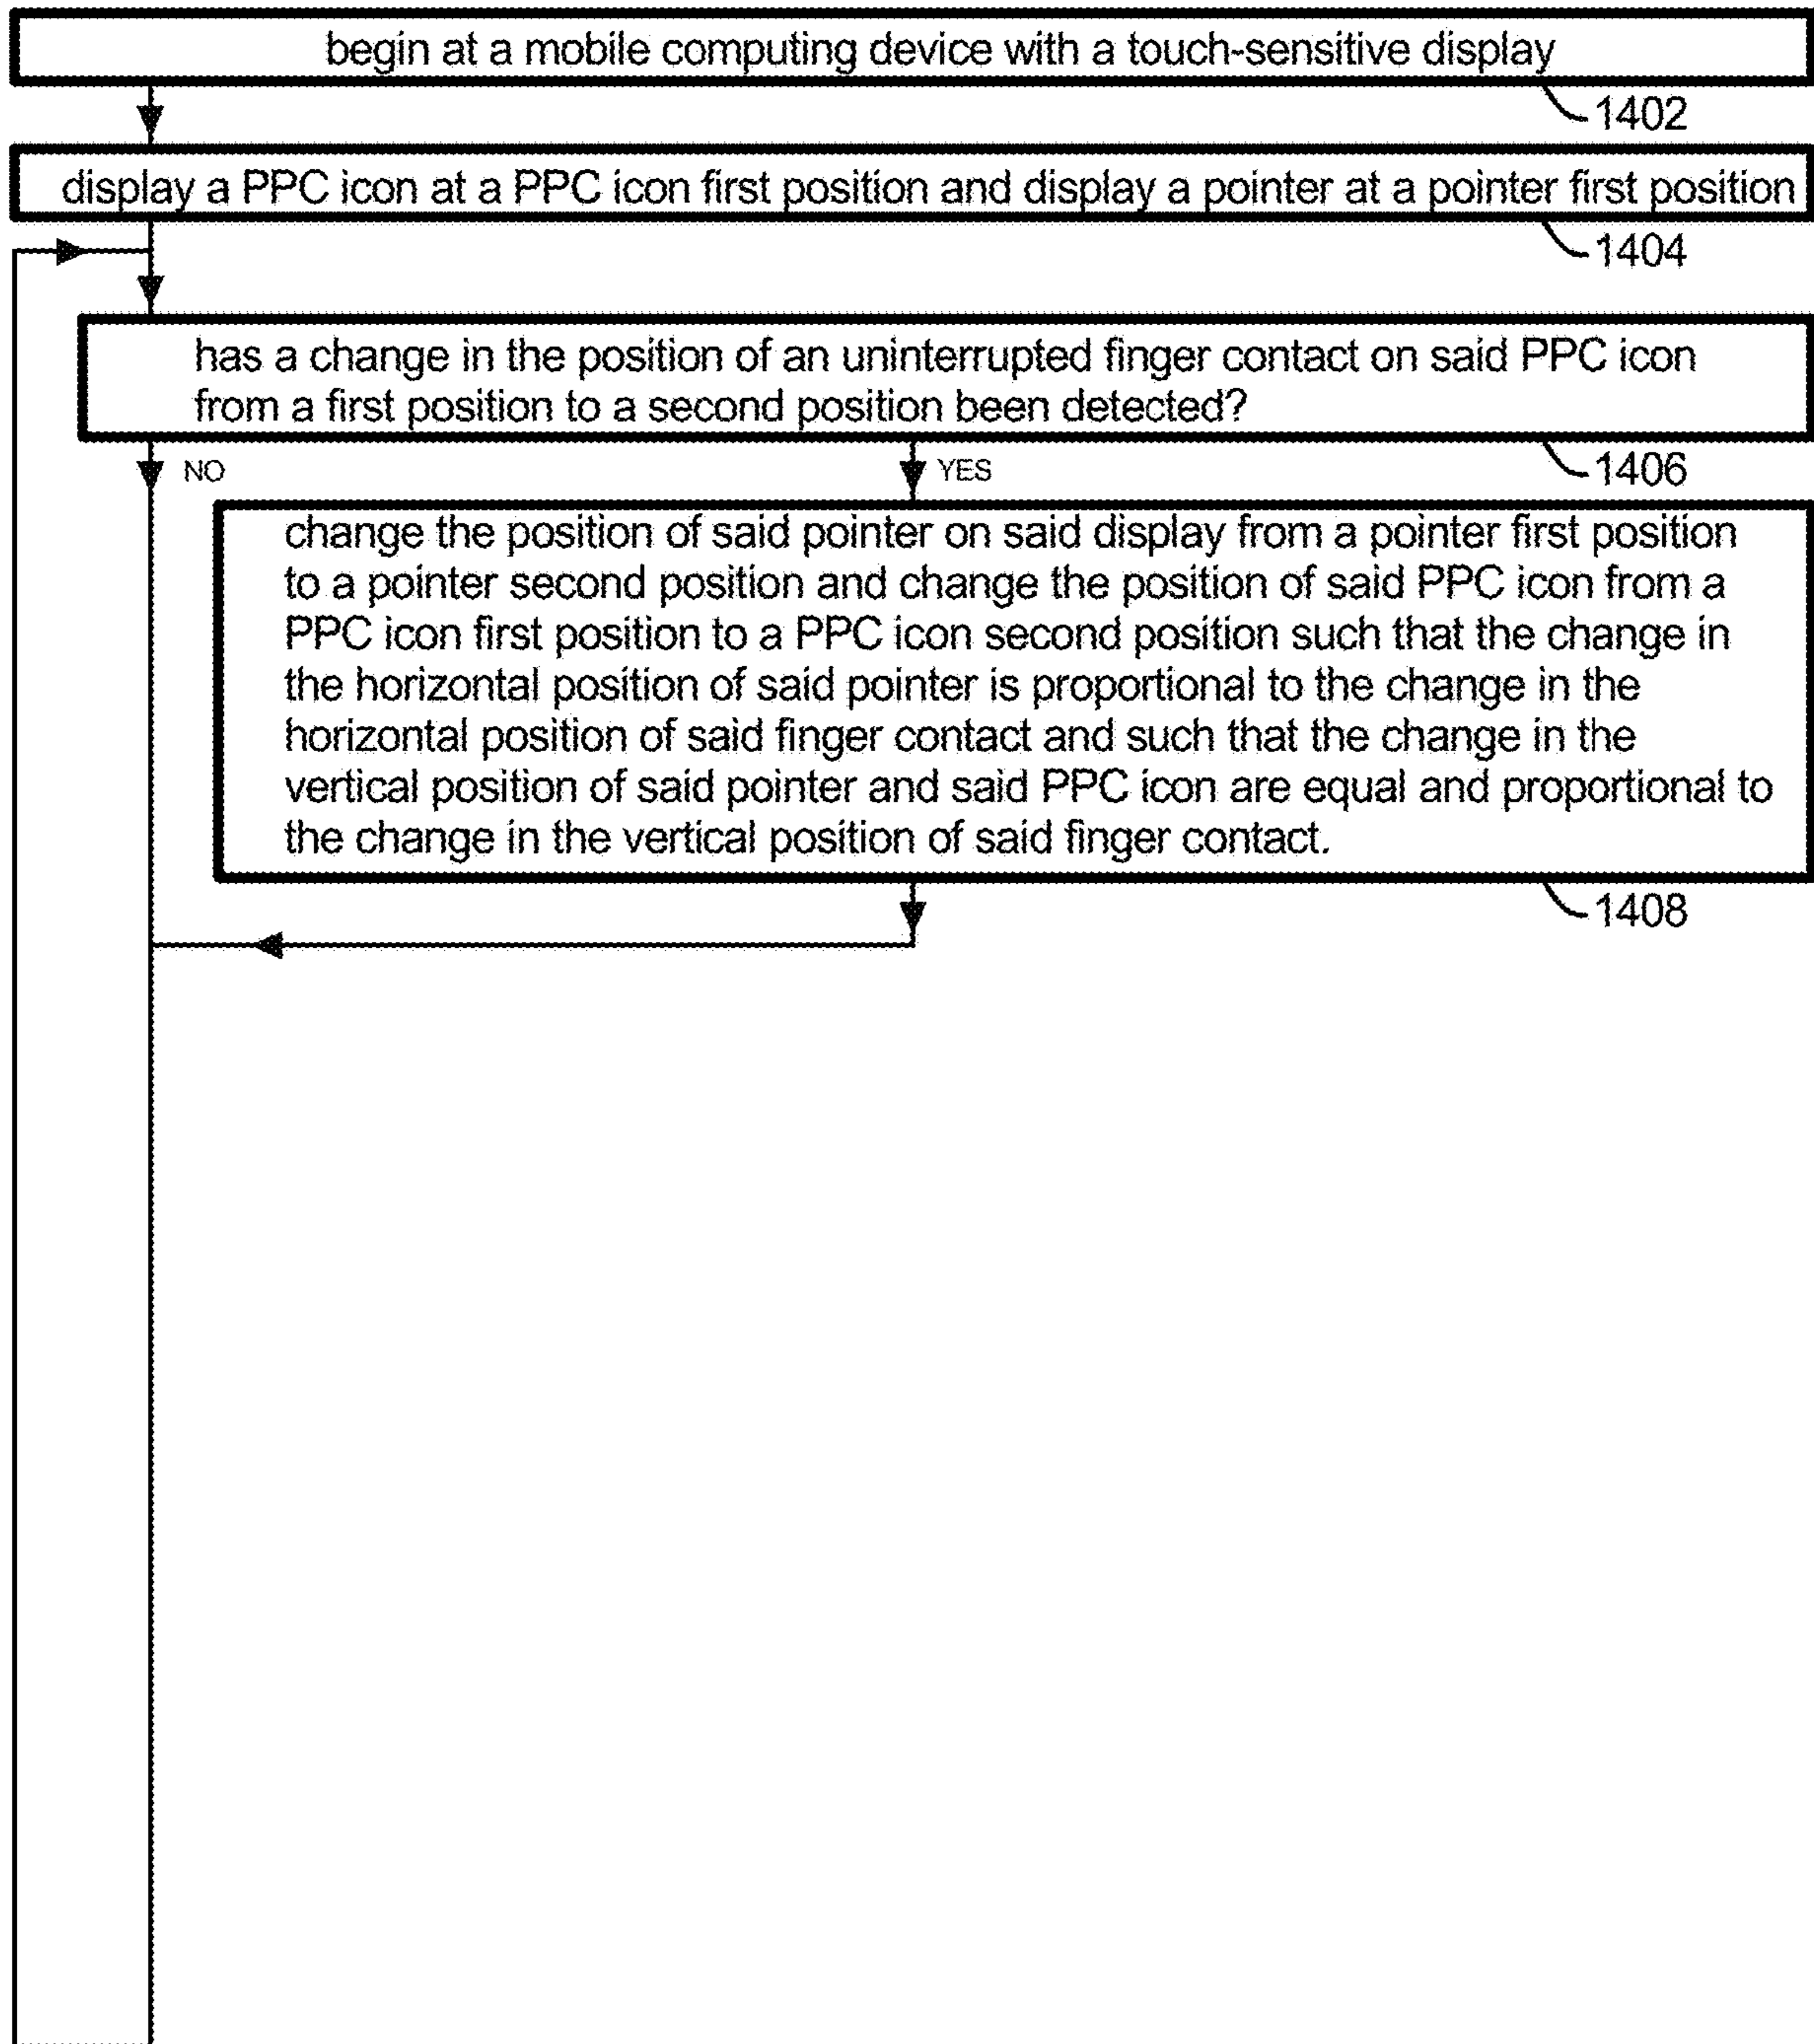 begin at a mobile computing device with a touch-sensitive display
1402
display a PPC icon at a PPC icon first position and display a pointer at a pointer first position
1404
has a change in the position of an uninterrupted finger contact on said PPC icon
from a first position to a second position been detected?
NO
YES
1406
change the position of said pointer on said display from a pointer first position
to a pointer second position and change the position of said PPC icon from a
PPC icon first position to a PPC icon second position such that the change in
the horizontal position of said pointer is proportional to the change in the
horizontal position of said finger contact and such that the change in the
vertical position of said pointer and said PPC icon are equal and proportional to
the change in the vertical position of said finger contact.
1408